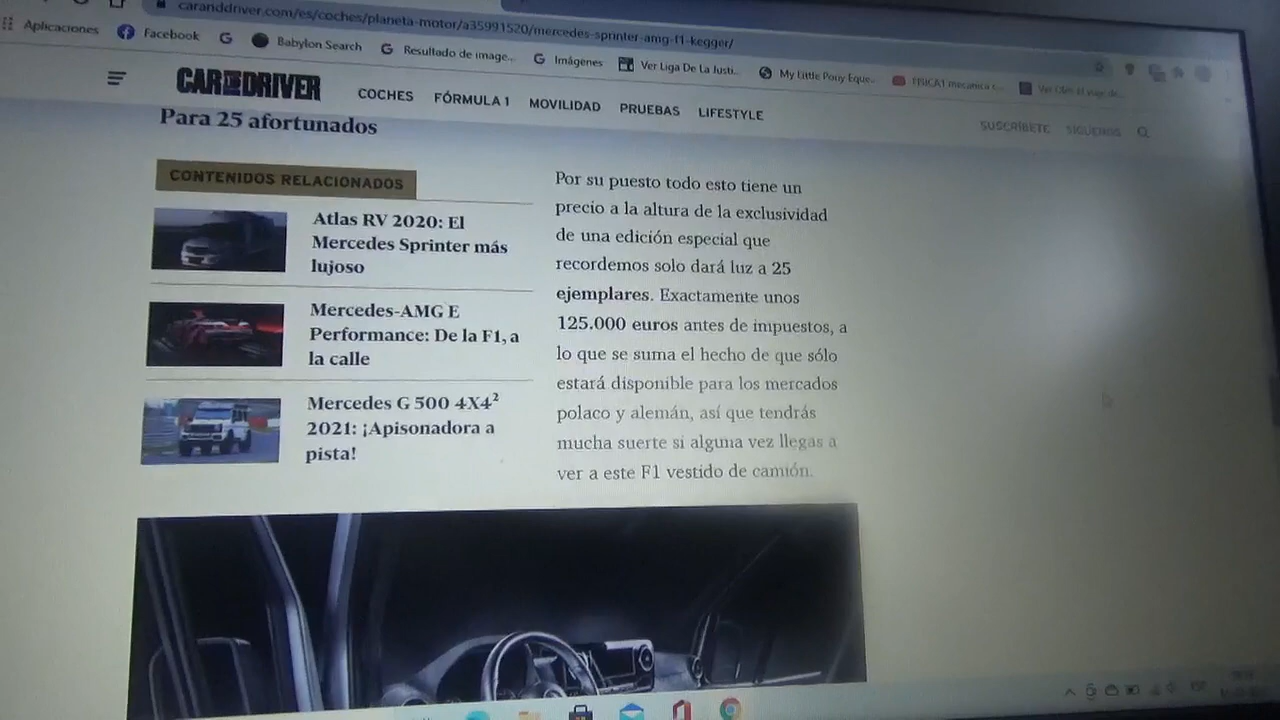 caranddriver.com/es/coches/planeta-motor/a35991520/mercedes-sprinter-amg-f1-kegger/
Aplicaciones Facebook Babylon Search Resultado de image... Imágenes Ver Liga De La Justi... My Little Pony Eque... FISICA1 mecanica c...
CAR AND DRIVER COCHES FÓRMULA 1 MOVILIDAD PRUEBAS LIFESTYLE SUSCRÍBETE SÍGUENOS
Para 25 afortunados
CONTENIDOS RELACIONADOS
Atlas RV 2020: El
Mercedes Sprinter más
lujoso
Mercedes-AMG E
Performance: De la F1, a
la calle
Mercedes G 500 4X4²
2021: ¡Apisonadora a
pista!
Por su puesto todo esto tiene un
precio a la altura de la exclusividad
de una edición especial que
recordemos solo dará luz a 25
ejemplares. Exactamente unos
125.000 euros antes de impuestos, a
lo que se suma el hecho de que sólo
estará disponible para los mercados
polaco y alemán, así que tendrás
mucha suerte si alguna vez llegas a
ver a este F1 vestido de camión.
ESP